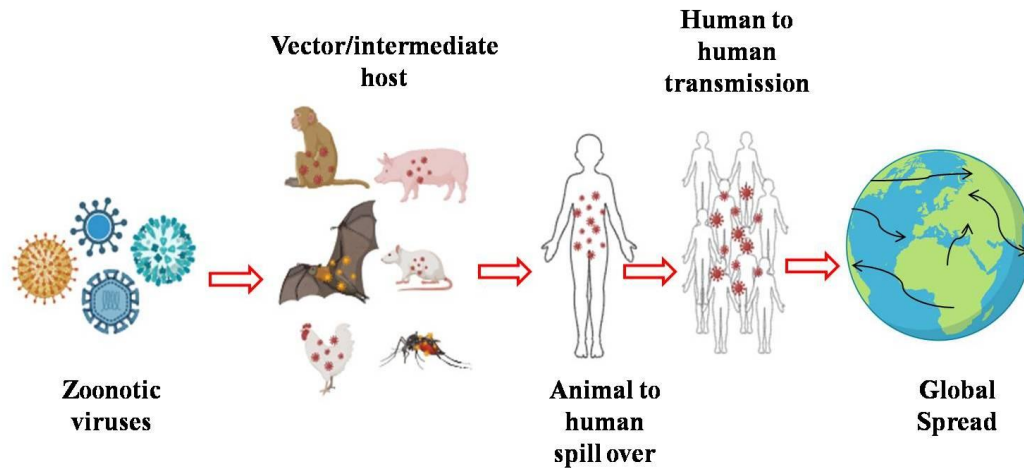 Zoonotic
viruses
Vector/intermediate
host
Animal to
human
spill over
Human to
human
transmission
Global
Spread